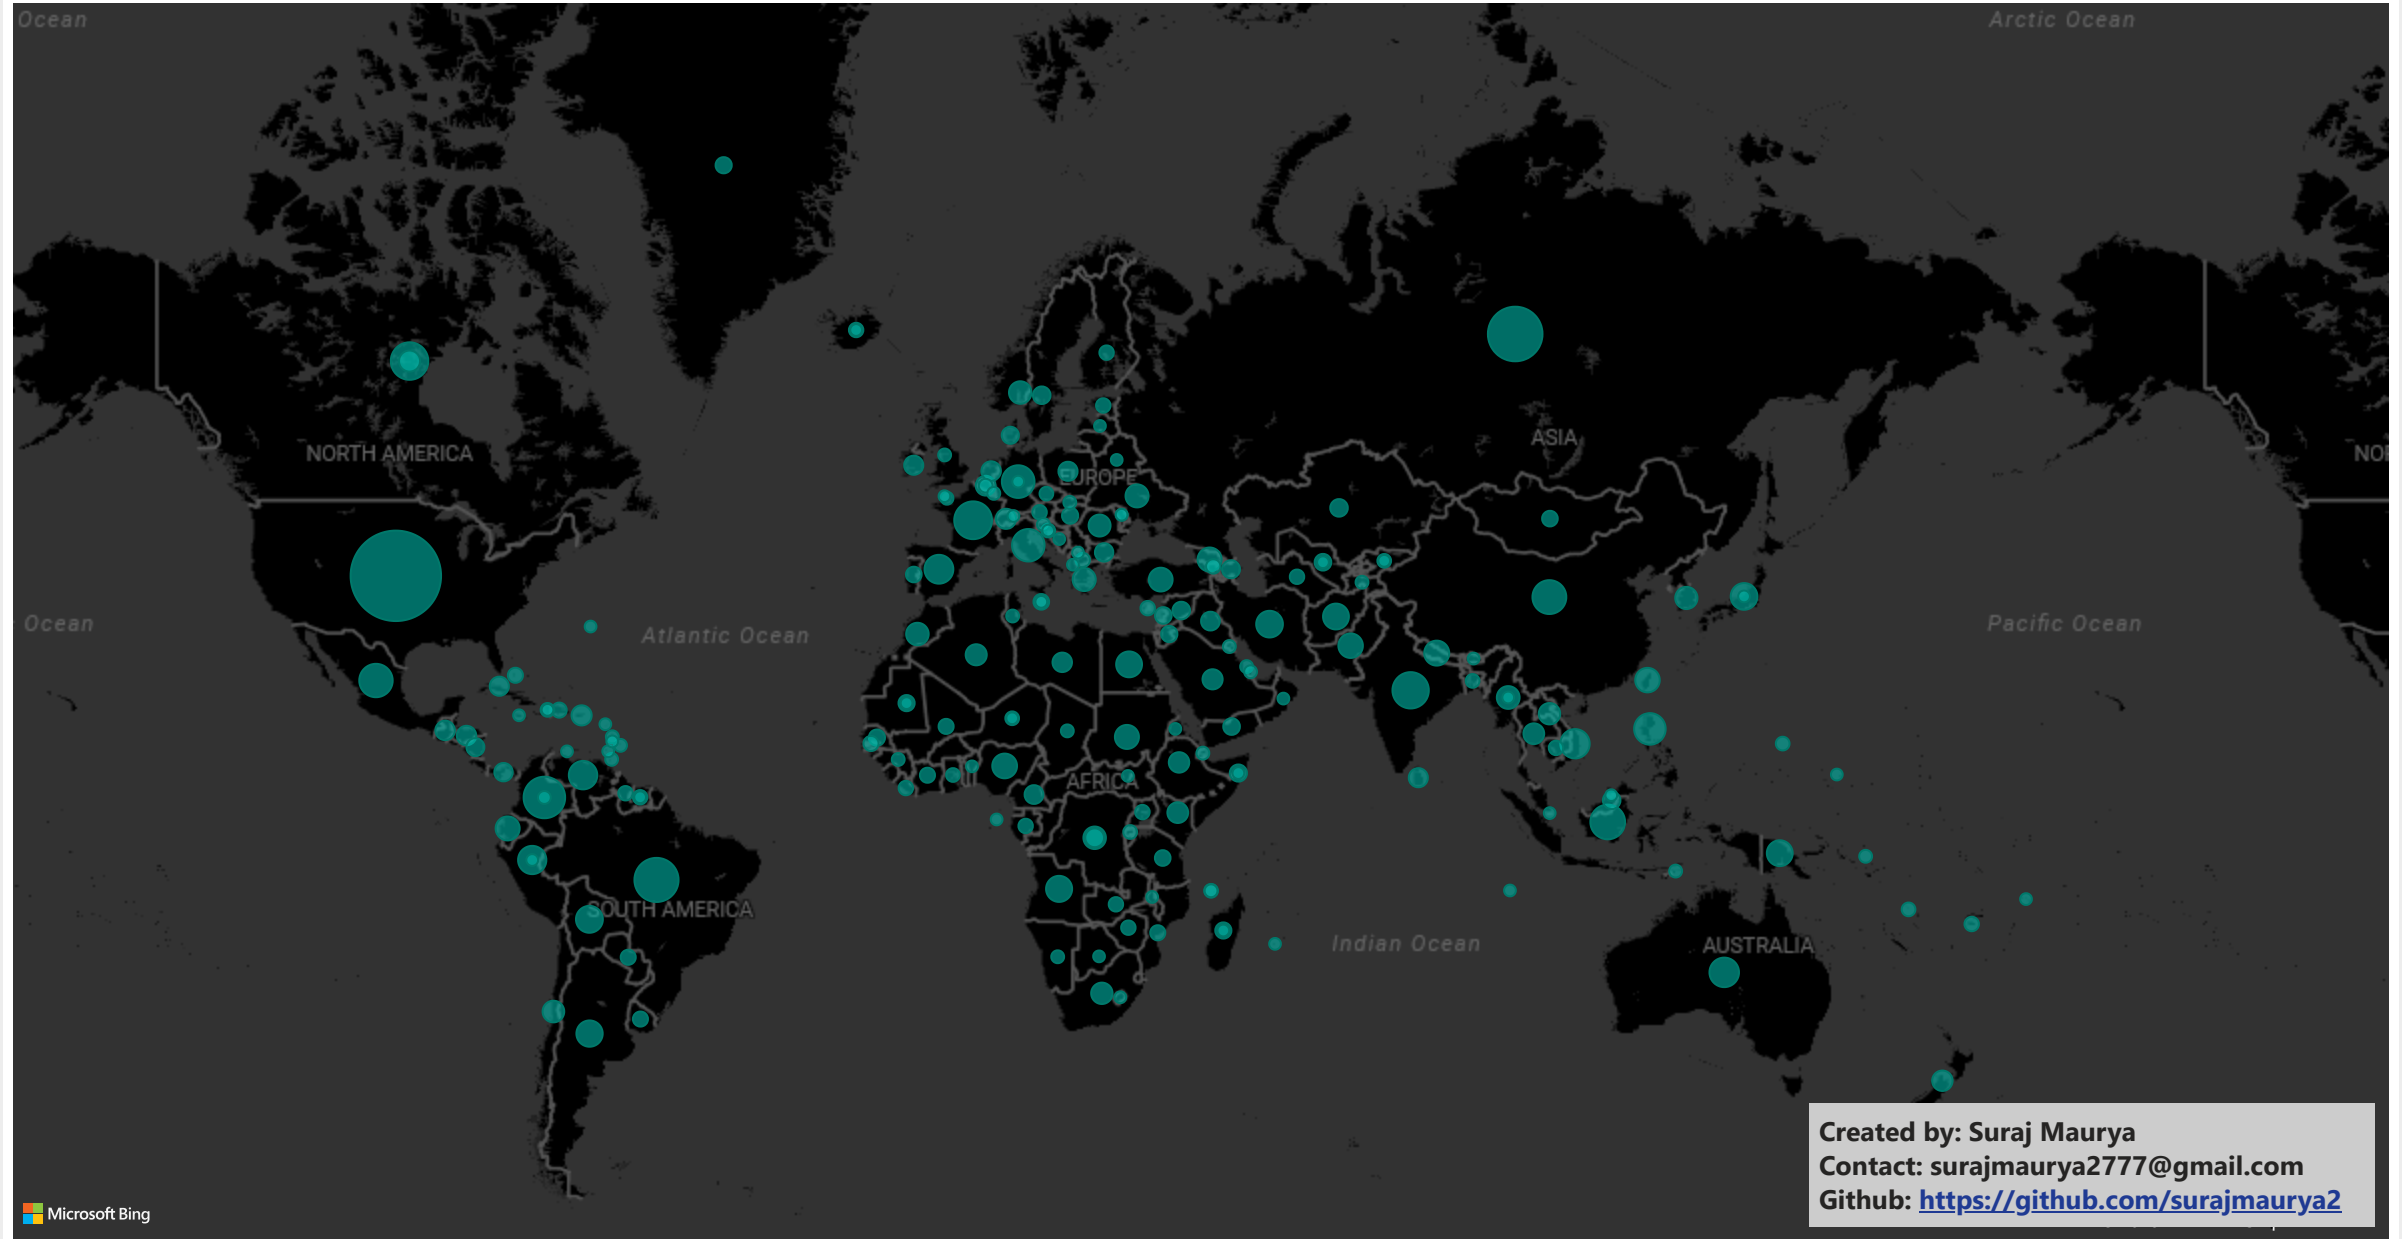 Ocean
Arctic Ocean
NORTH AMERICA
ASIA
NO
EUROPE
Ocean
Atlantic Ocean
Pacific Ocean
AFRICA
SOUTH AMERICA
Indian Ocean
AUSTRALIA
Created by: Suraj Maurya
Contact: surajmaurya2777@gmail.com
Github: https://github.com/surajmaurya2
Microsoft Bing